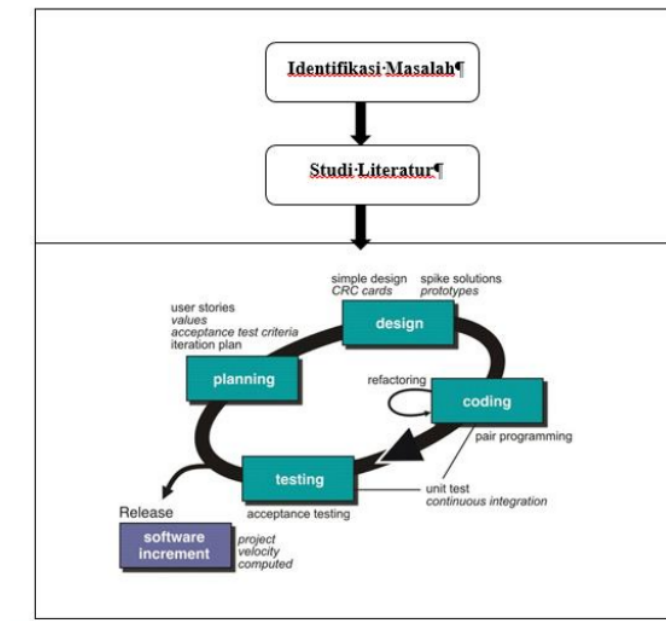 Identifikasi·Masalah¶
Studi·Literatur¶
simple design
CRC cards
spike solutions
prototypes
design
user stories
values
acceptance test criteria
iteration plan
planning
refactoring
coding
pair programming
testing
unit test
continuous integration
acceptance testing
Release
software
increment
project
velocity
computed